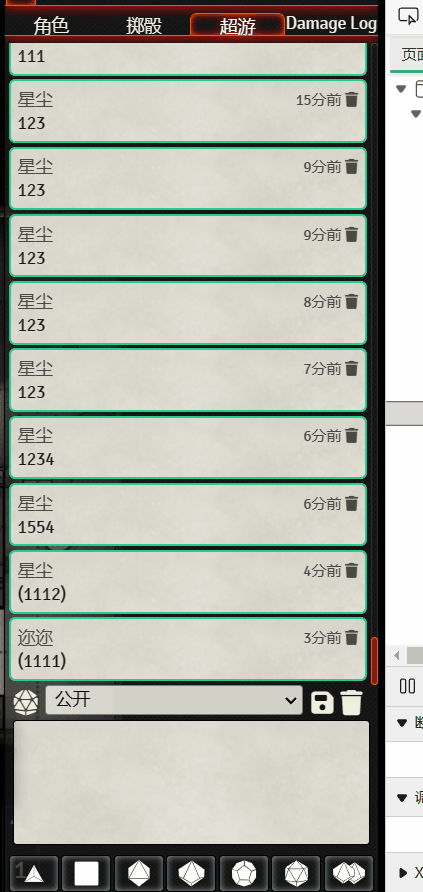 角色 掷骰 超游 Damage Log
页面
111
星尘 15分前
123
星尘 9分前
123
星尘 9分前
123
星尘 8分前
123
星尘 7分前
123
星尘 6分前
1234
星尘 6分前
1554
星尘 4分前
(1112)
迩迩 3分前
(1111)
公开
1
X